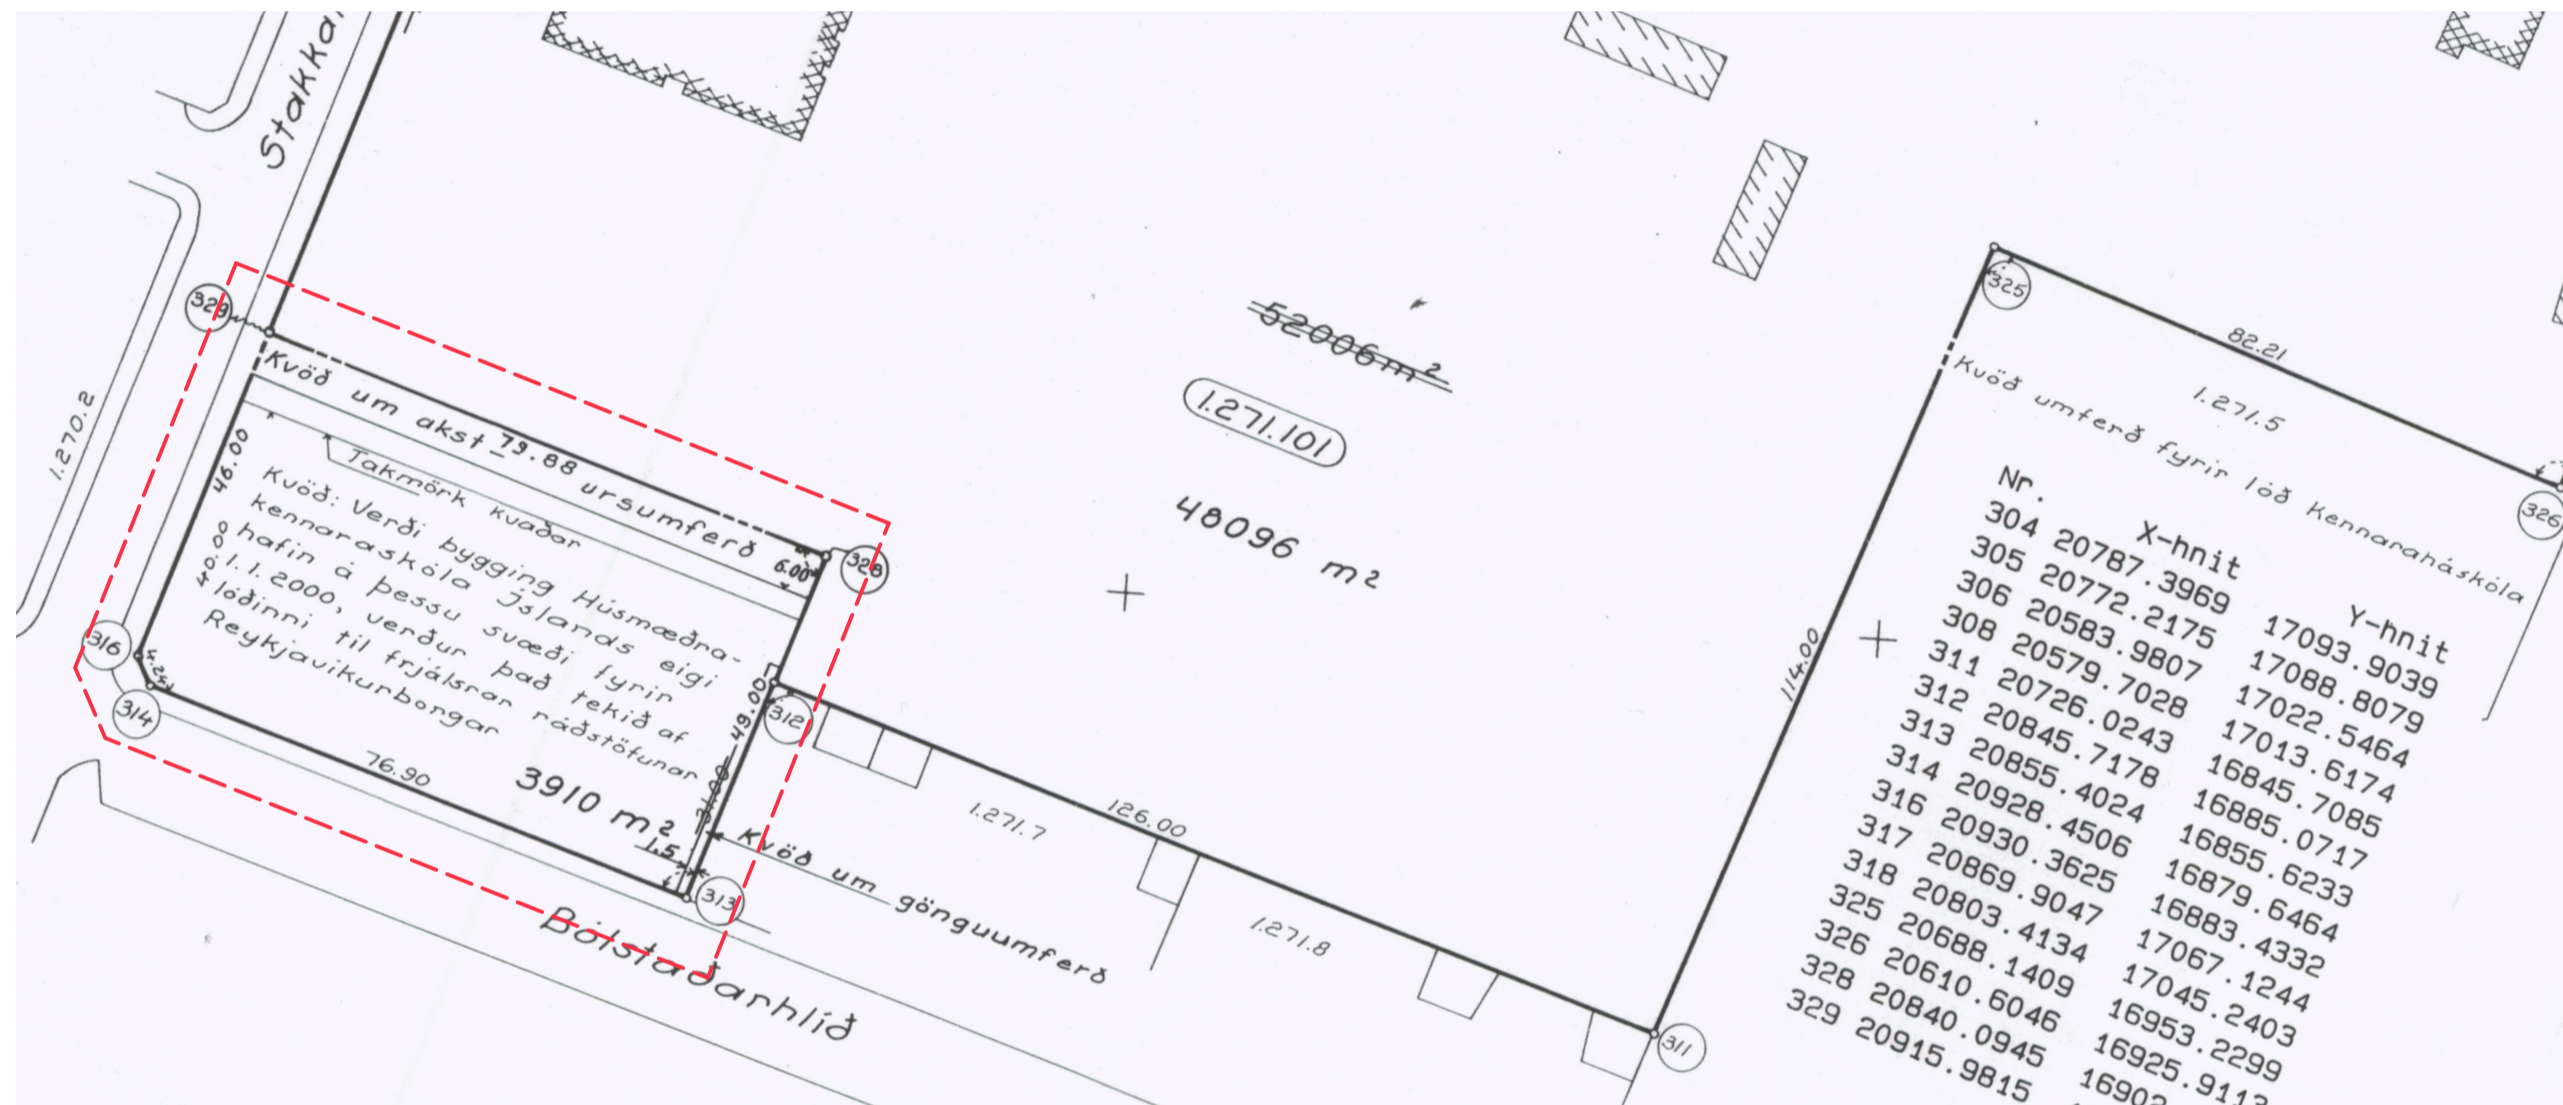 Stakka
329
Kvöð um akst ursumferð
79.88
6.00
328
1.270.2
46.00
Takmörk kvaðar
Kvöð: Verði bygging Húsmæðra-
kennaraskóla Íslands eigi
hafin á þessu svæði fyrir
1.1. 2000, verður það tekið af
lóðinni til frjálsrar ráðstöfunar
Reykjavíkurborgar
316
4.24
314
76.90
3910 m²
1.5
49.00
31.00
312
313
Kvöð um gönguumferð
Bólstaðarhlíð
52006 m²
1.271.101
48096 m²
1.271.7
126.00
1.271.8
311
114.00
325
82.21
1.271.5
326
Kvöð umferð fyrir lóð Kennaraháskóla
Nr. X-hnit Y-hnit
304 20787.3969 17093.9039
305 20772.2175 17088.8079
306 20583.9807 17022.5464
308 20579.7028 17013.6174
311 20726.0243 16845.7085
312 20845.7178 16885.0717
313 20855.4024 16855.6233
314 20928.4506 16879.6464
316 20930.3625 16883.4332
317 20869.9047 17067.1244
318 20803.4134 17045.2403
325 20688.1409 16953.2299
326 20610.6046 16925.9113
328 20840.0945 16902
329 20915.9815